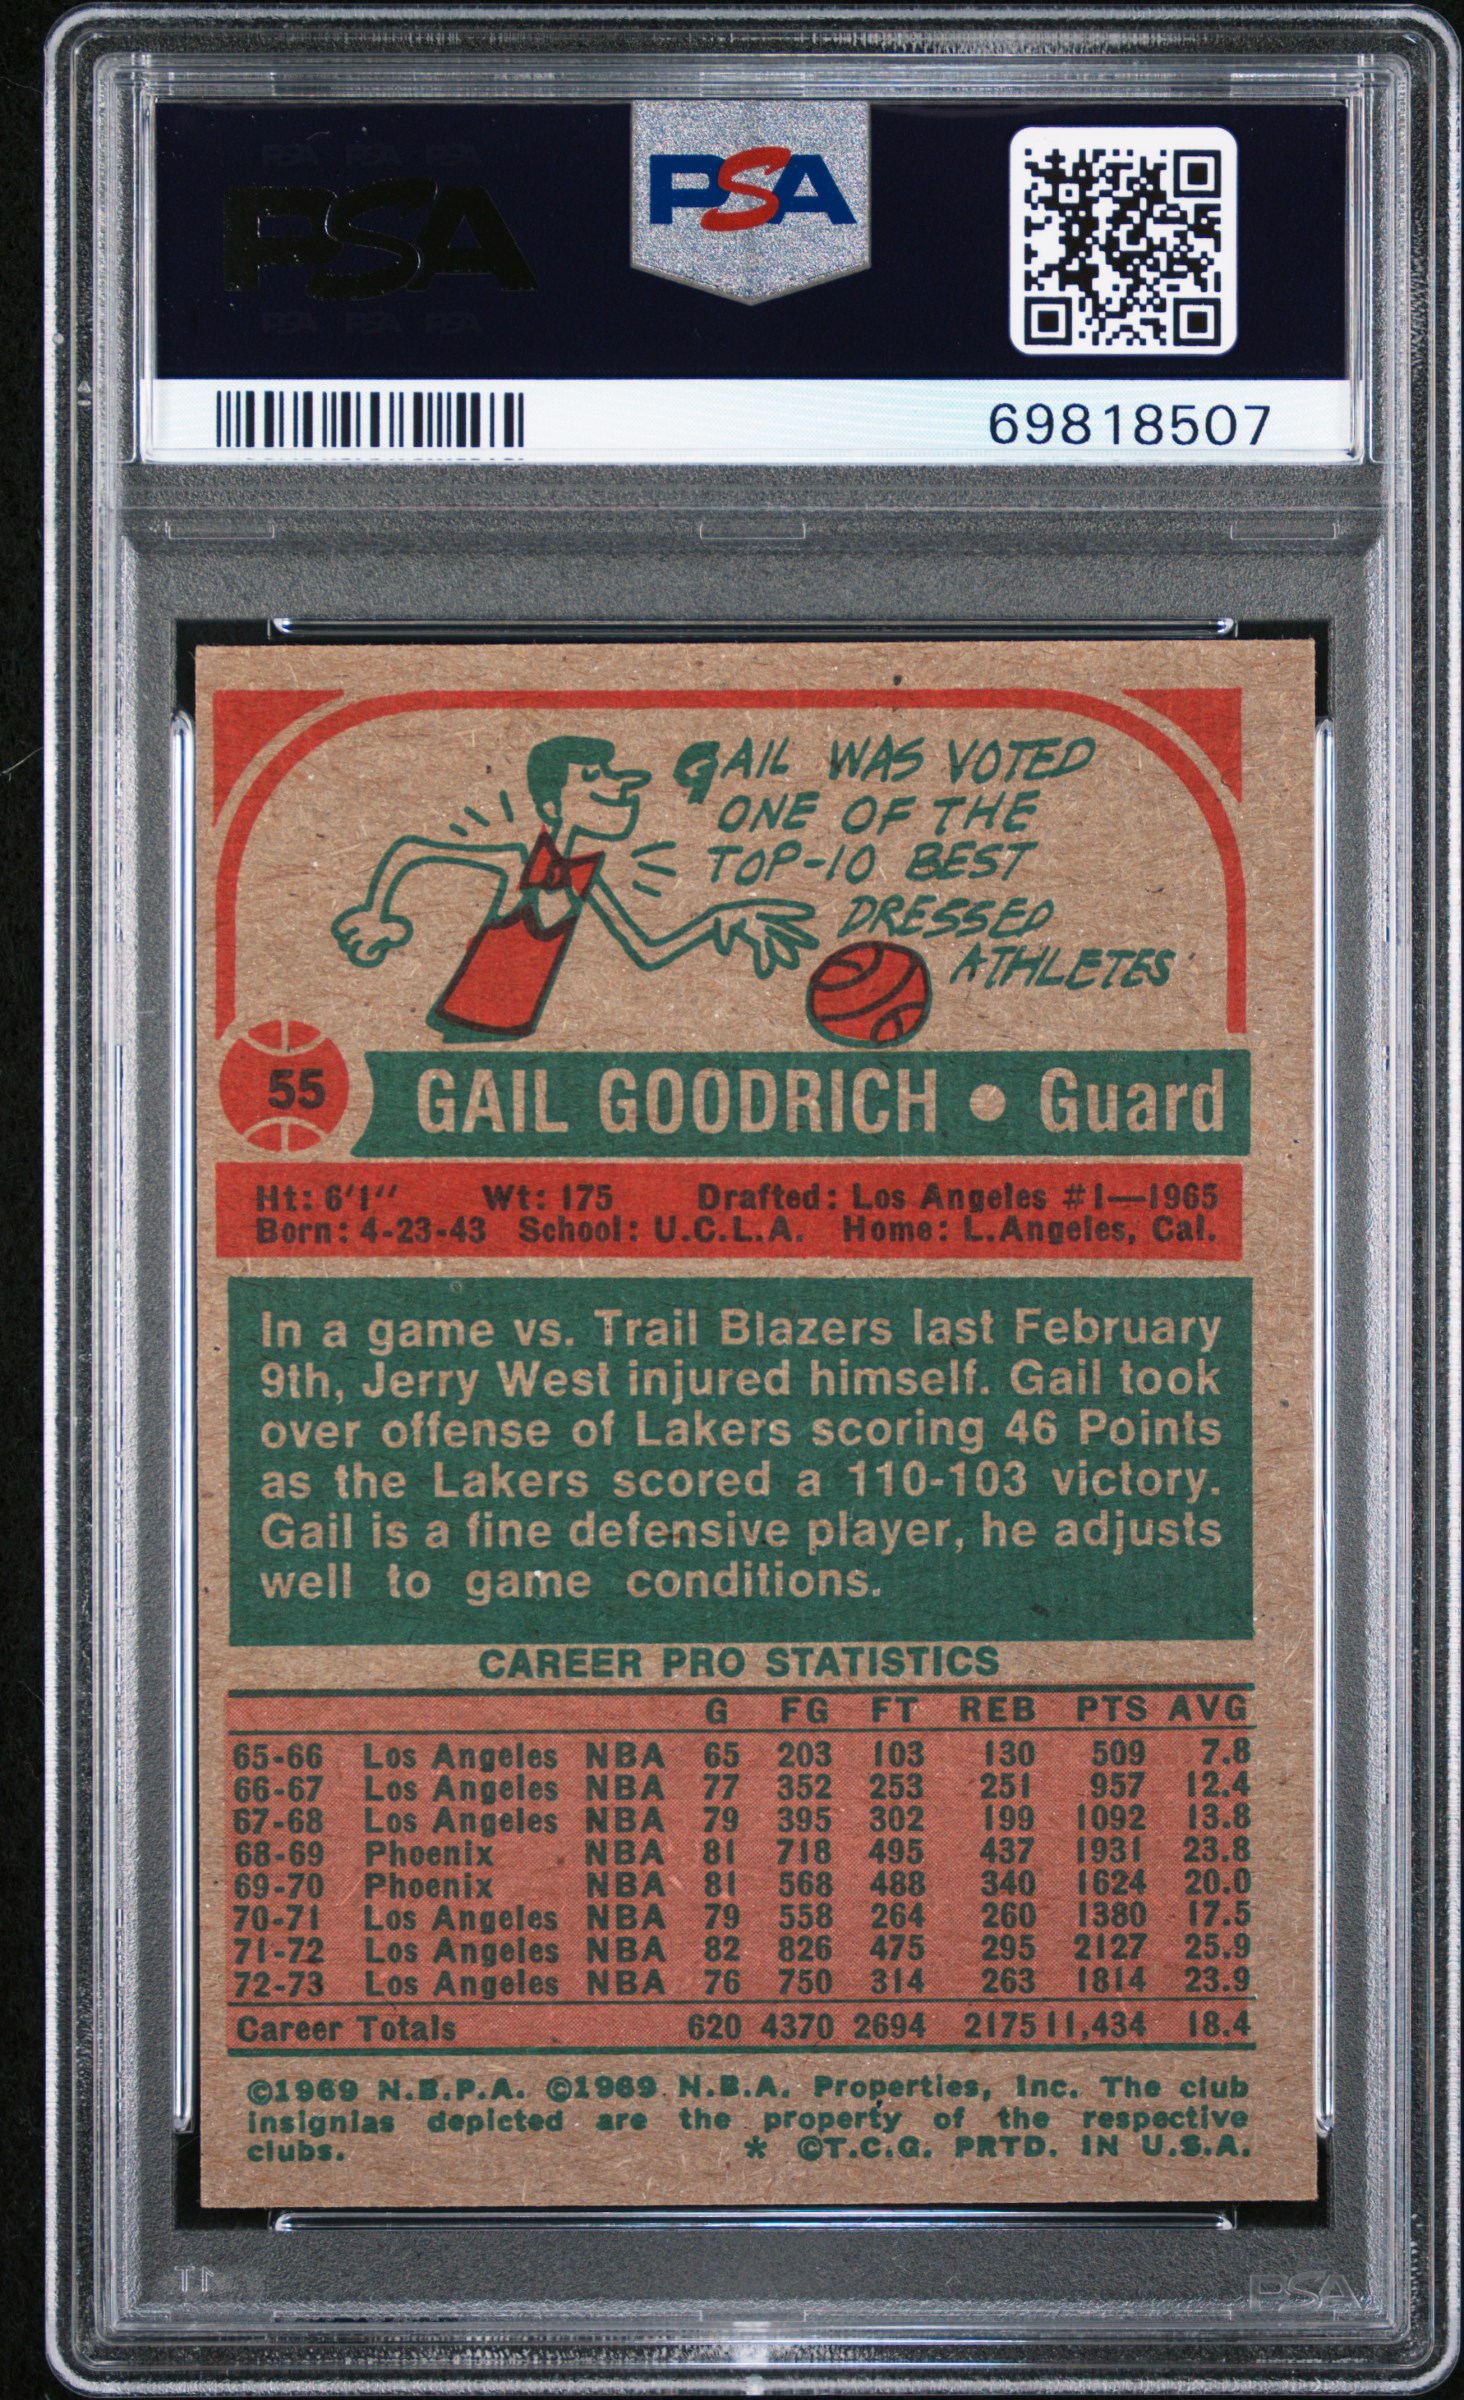 PSA PSA PSA
PSA
PSA
PSA PSA PSA
69818507
GAIL WAS VOTED
ONE OF THE
TOP-10 BEST
DRESSED
ATHLETES
55
GAIL GOODRICH • Guard
Ht: 6'1" Wt: 175 Drafted: Los Angeles #1—1965
Born: 4-23-43 School: U.C.L.A. Home: L.Angeles, Cal.
In a game vs. Trail Blazers last February
9th, Jerry West injured himself. Gail took
over offense of Lakers scoring 46 Points
as the Lakers scored a 110-103 victory.
Gail is a fine defensive player, he adjusts
well to game conditions.
CAREER PRO STATISTICS
G FG FT REB PTS AVG
65-66 Los Angeles NBA 65 203 103 130 509 7.8
66-67 Los Angeles NBA 77 352 253 251 957 12.4
67-68 Los Angeles NBA 79 395 302 199 1092 13.8
68-69 Phoenix NBA 81 718 495 437 1931 23.8
69-70 Phoenix NBA 81 568 488 340 1624 20.0
70-71 Los Angeles NBA 79 558 264 260 1380 17.5
71-72 Los Angeles NBA 82 826 475 295 2127 25.9
72-73 Los Angeles NBA 76 750 314 263 1814 23.9
Career Totals 620 4370 2694 2175 11,434 18.4
©1969 N.B.P.A. ©1969 N.B.A. Properties, Inc. The club
insignias depicted are the property of the respective
clubs. * ©T.C.G. PRTD. IN U.S.A.
PSA